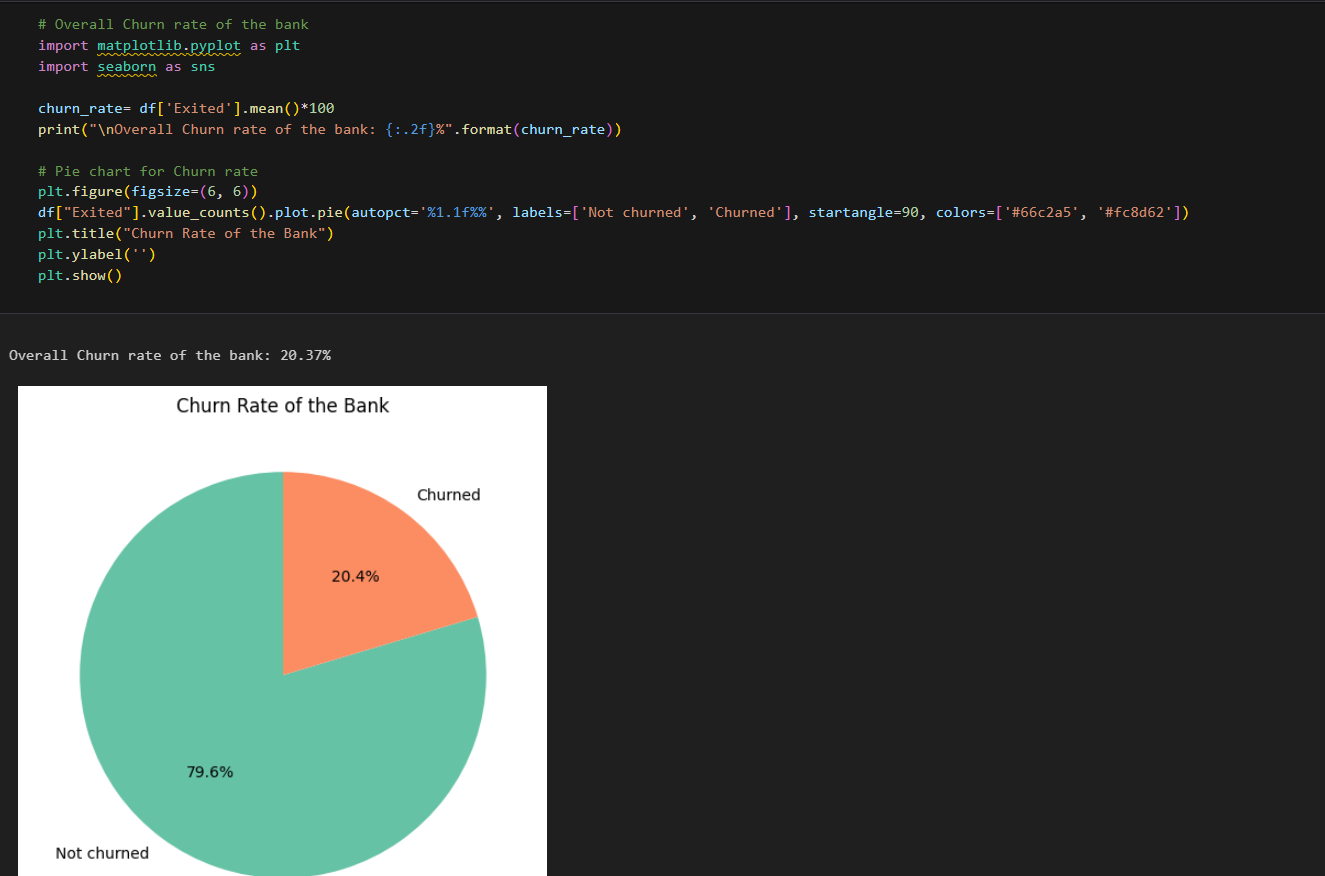 # Overall Churn rate of the bank
import matplotlib.pyplot as plt
import seaborn as sns
churn_rate= df['Exited'].mean()*100
print("\nOverall Churn rate of the bank: {:.2f}%".format(churn_rate))
# Pie chart for Churn rate
plt.figure(figsize=(6, 6))
df["Exited"].value_counts().plot.pie(autopct='%1.1f%%', labels=['Not churned', 'Churned'], startangle=90, colors=['#66c2a5', '#fc8d62'])
plt.title("Churn Rate of the Bank")
plt.ylabel('')
plt.show()
Overall Churn rate of the bank: 20.37%
Churn Rate of the Bank
Churned
20.4%
79.6%
Not churned